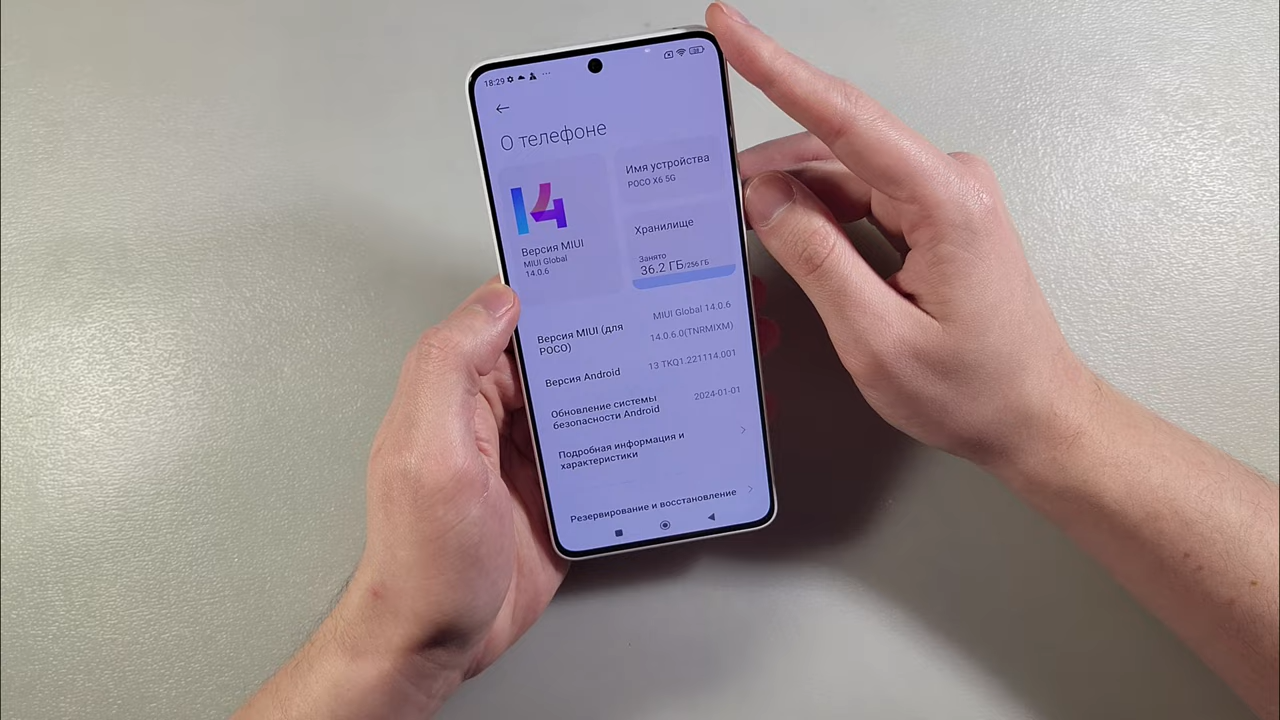 18:29
О телефоне
14
Версия MIUI
MIUI Global
14.0.6
Имя устройства
POCO X6 5G
Хранилище
Занято
36.2 ГБ/256 ГБ
Версия MIUI (для
POCO)
MIUI Global 14.0.6
14.0.6.0(TNRMIXM)
Версия Android
13 TKQ1.221114.001
Обновление системы
безопасности Android
2024-01-01
Подробная информация и
характеристики
Резервирование и восстановление